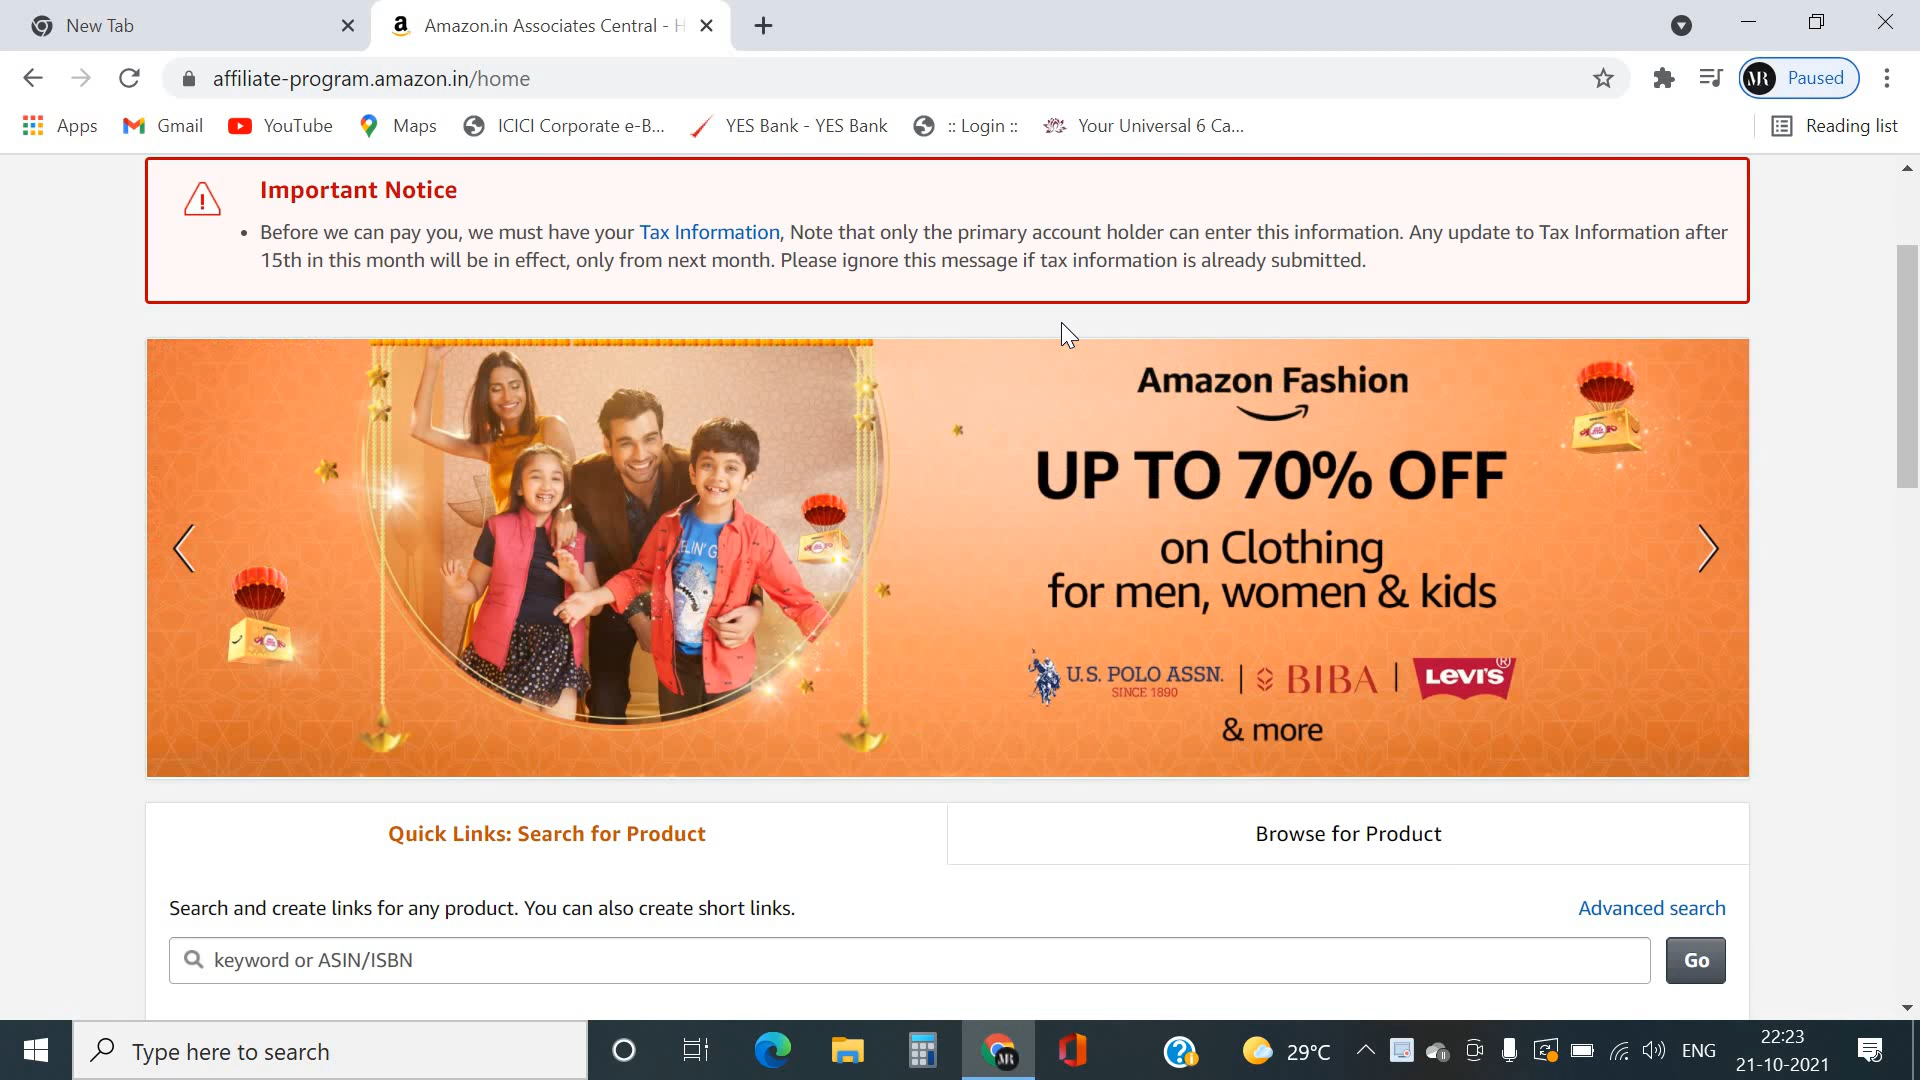 New Tab
Amazon.in Associates Central - H
affiliate-program.amazon.in/home
MR Paused
Apps
Gmail
YouTube
Maps
ICICI Corporate e-B...
YES Bank - YES Bank
:: Login ::
Your Universal 6 Ca...
Reading list
Important Notice
• Before we can pay you, we must have your Tax Information, Note that only the primary account holder can enter this information. Any update to Tax Information after
15th in this month will be in effect, only from next month. Please ignore this message if tax information is already submitted.
Amazon Fashion
UP TO 70% OFF
on Clothing
for men, women & kids
U.S. POLO ASSN. | BIBA | LEVI'S®
SINCE 1890
& more
Quick Links: Search for Product
Browse for Product
Search and create links for any product. You can also create short links.
Advanced search
keyword or ASIN/ISBN
Go
Type here to search
MR
29°C
ENG
22:23
21-10-2021